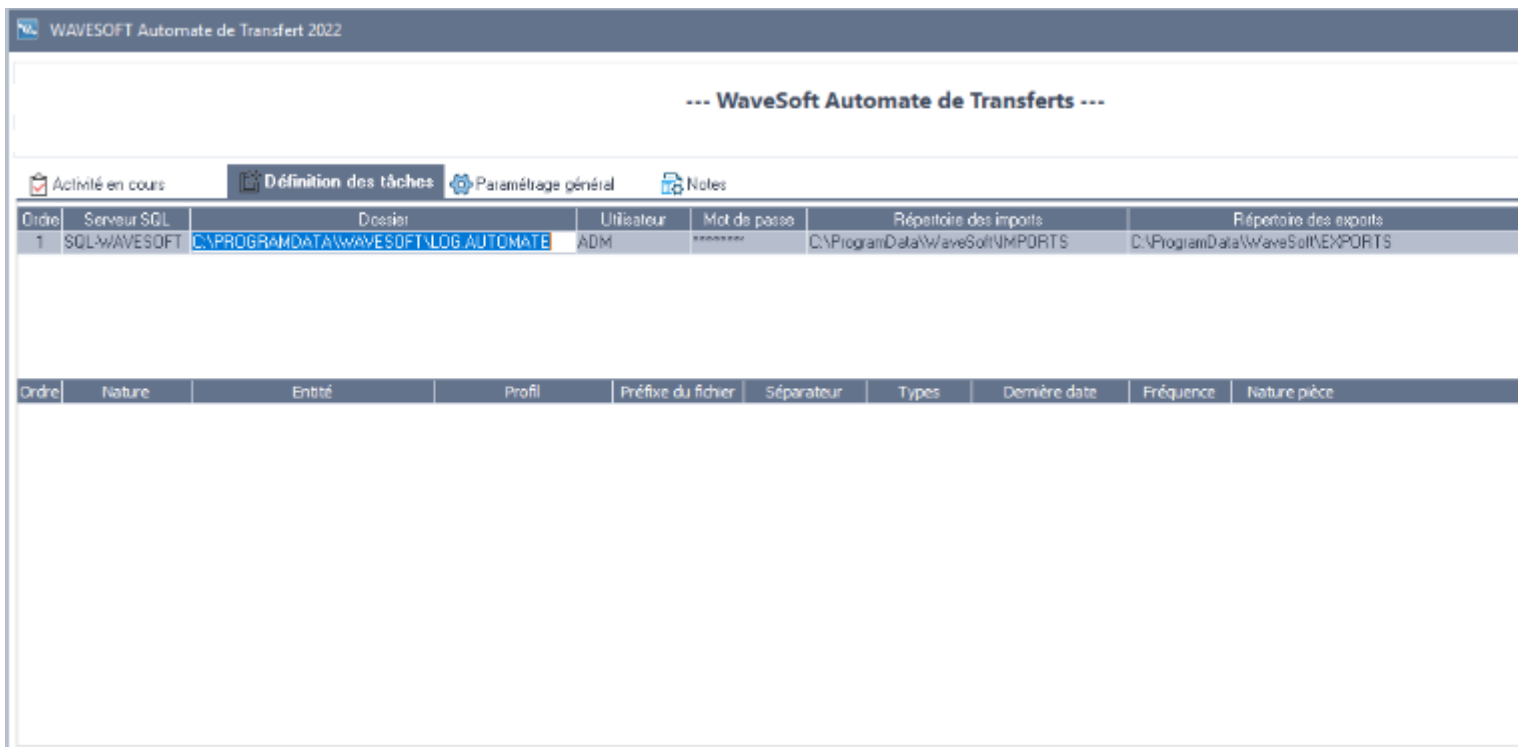 WAVESOFT Automate de Transfert 2022
--- WaveSoft Automate de Transferts ---
Activité en cours Définition des tâches Paramétrage général Notes
Ordre Serveur SQL Dossier Utilisateur Mot de passe Répertoire des imports Répertoire des exports
1 SQL-WAVESOFT C:\PROGRAMDATA\WAVESOFT\LOG.AUTOMATE ADM ******** C:\ProgramData\WaveSoft\IMPORTS C:\ProgramData\WaveSoft\EXPORTS
Ordre Nature Entité Profil Préfixe du fichier Séparateur Types Dernière date Fréquence Nature pièce